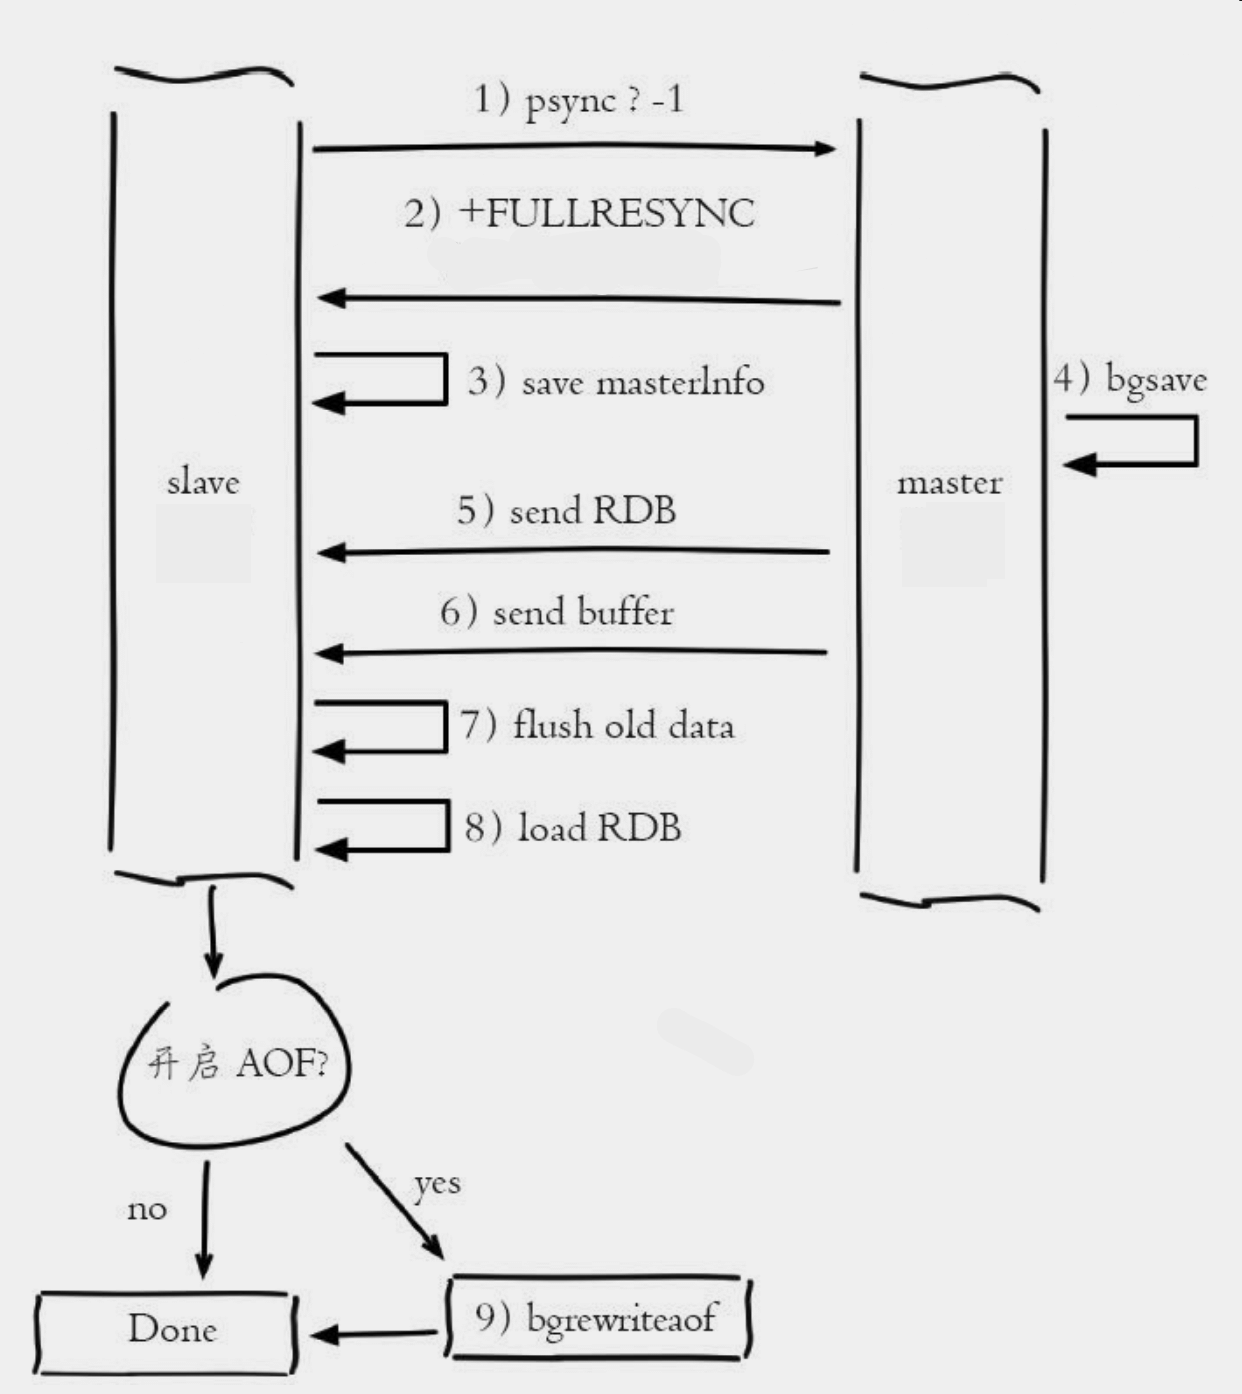 1) psync ? -1
2) +FULLRESYNC
3) save masterInfo
4) bgsave
slave
master
5) send RDB
6) send buffer
7) flush old data
8) load RDB
开启 AOF?
yes
no
9) bgrewriteaof
Done